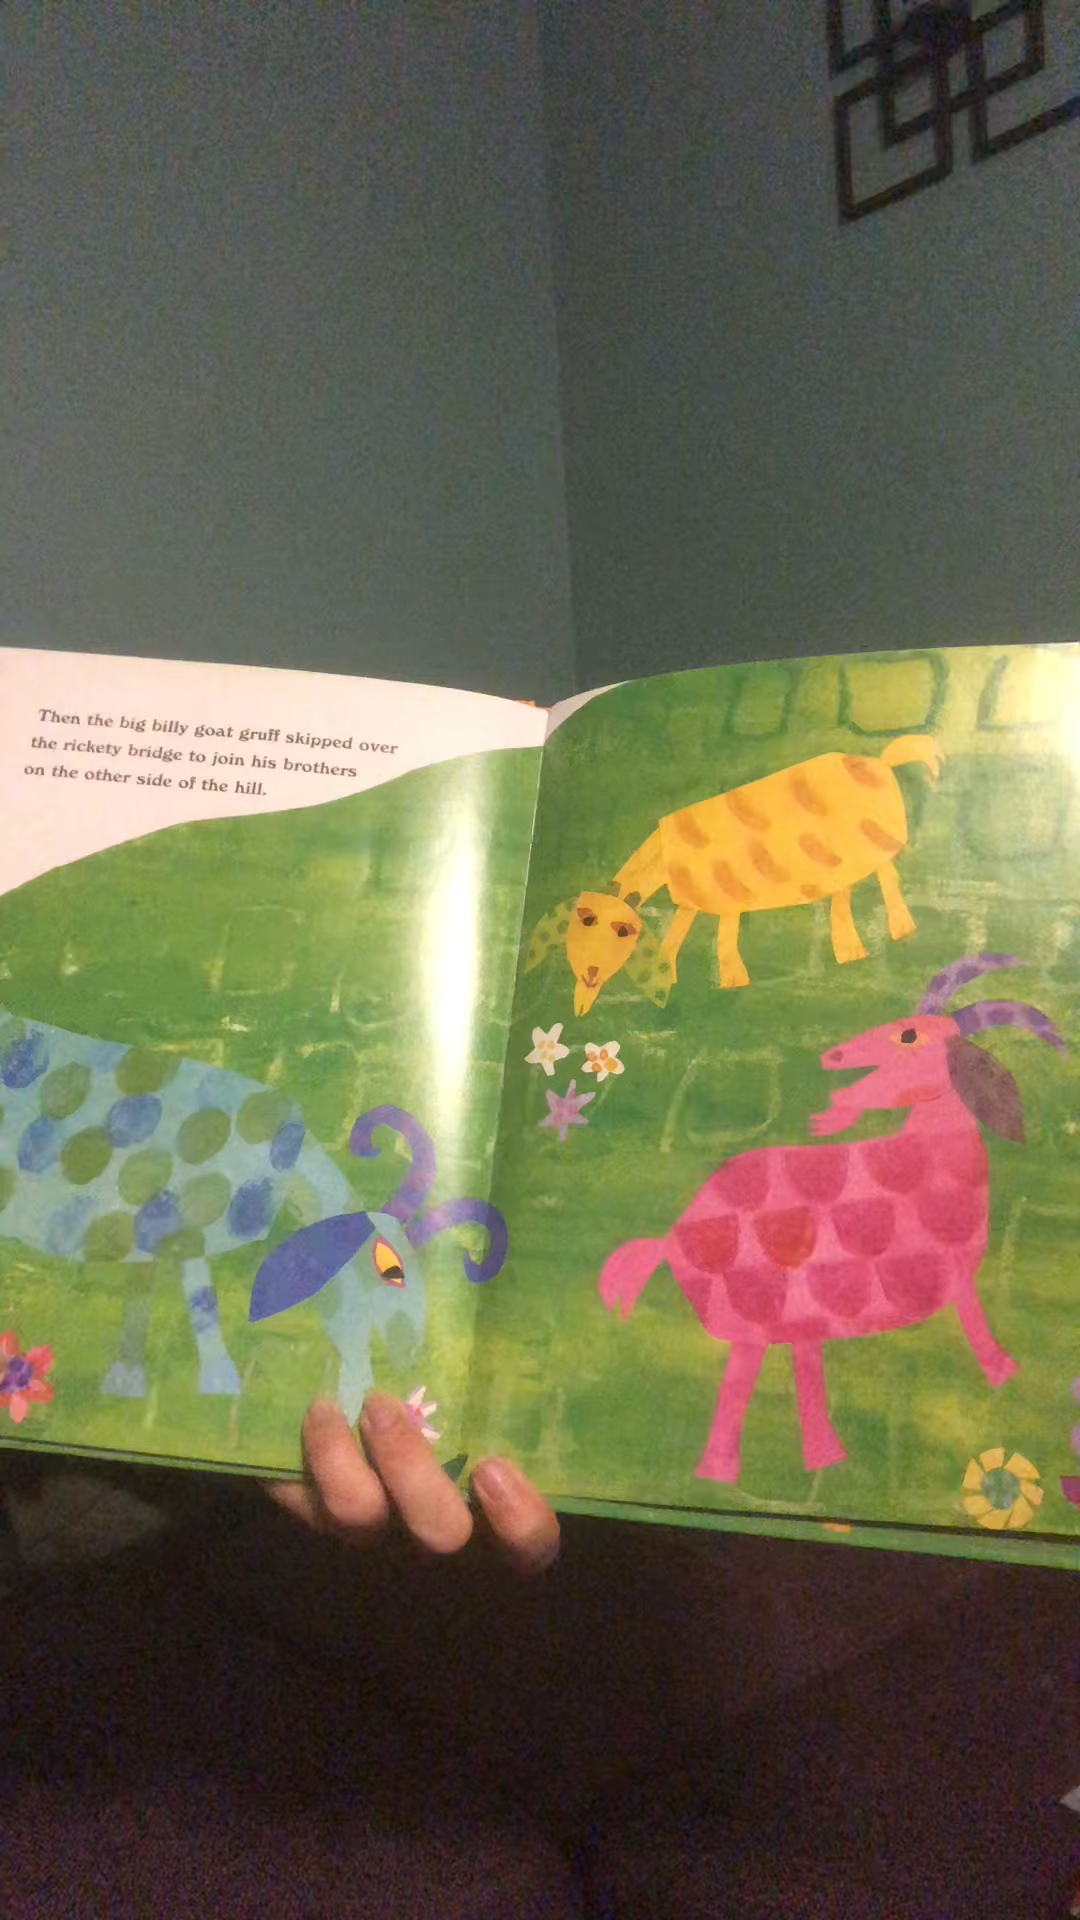 Then the big billy goat gruff skipped over
the rickety bridge to join his brothers
on the other side of the hill.